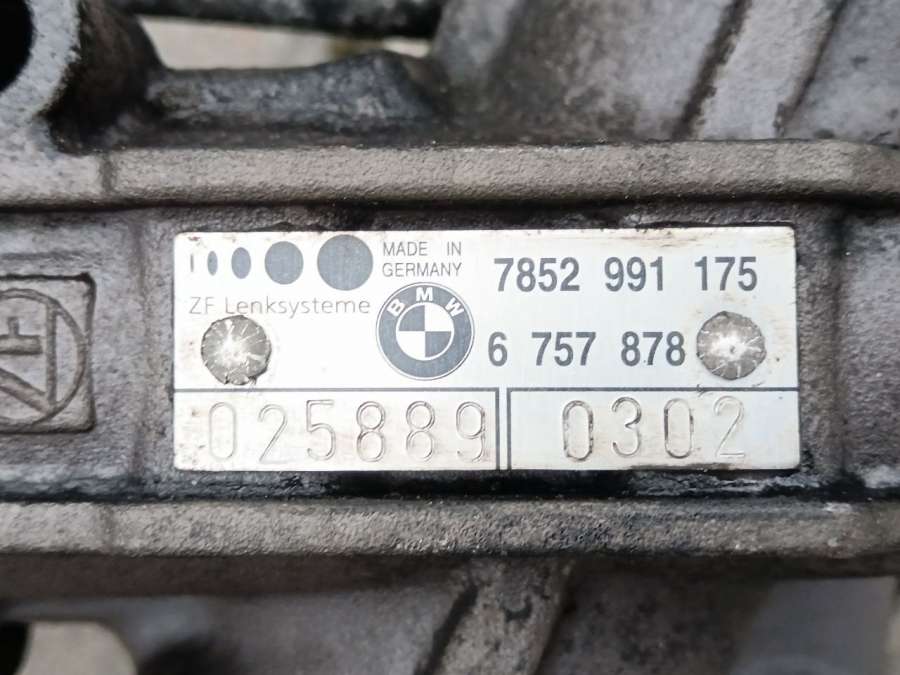 MADE IN
GERMANY
7852 991 175
ZF Lenksysteme
BMW
6 757 878
025889 0302